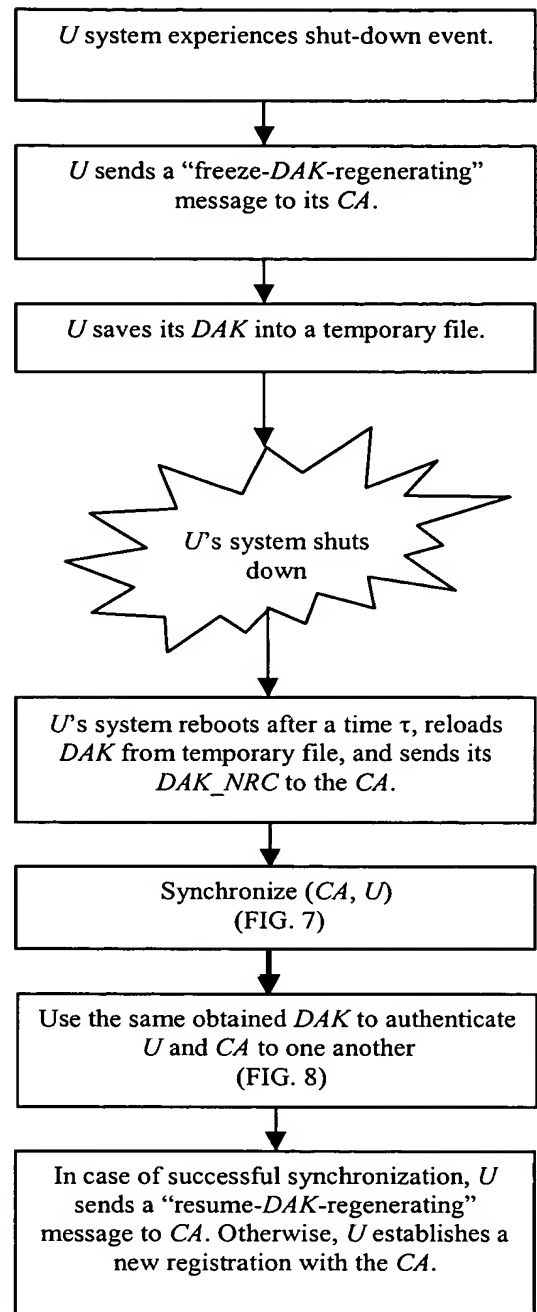 U system experiences shut-down event.
U sends a “freeze-DAK-regenerating”
message to its CA.
U saves its DAK into a temporary file.
U’s system shuts
down
U’s system reboots after a time τ, reloads
DAK from temporary file, and sends its
DAK_NRC to the CA.
Synchronize (CA, U)
(FIG. 7)
Use the same obtained DAK to authenticate
U and CA to one another
(FIG. 8)
In case of successful synchronization, U
sends a “resume-DAK-regenerating”
message to CA. Otherwise, U establishes a
new registration with the CA.